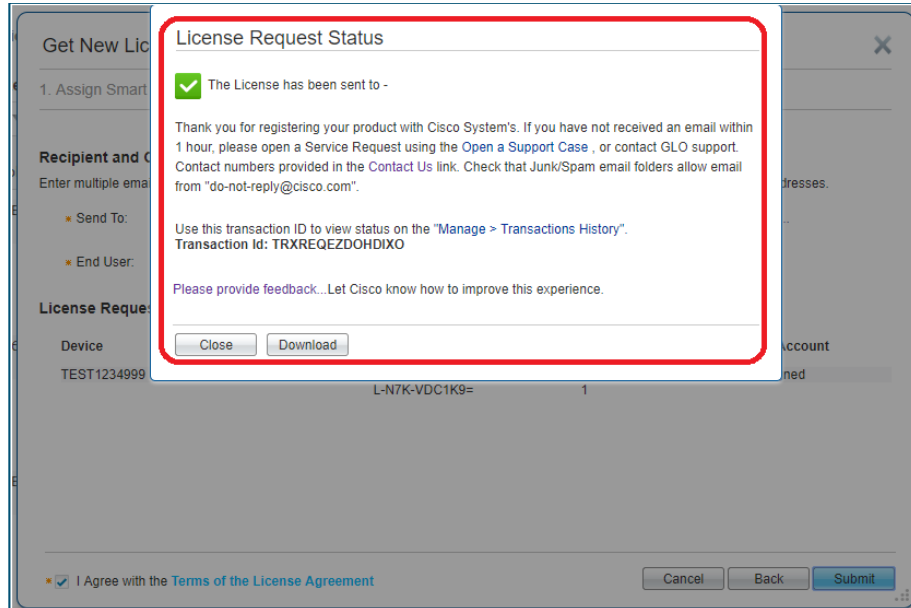 Get New Lic
License Request Status
1. Assign Smart
The License has been sent to -
Thank you for registering your product with Cisco System's. If you have not received an email within
1 hour, please open a Service Request using the Open a Support Case , or contact GLO support.
Contact numbers provided in the Contact Us link. Check that Junk/Spam email folders allow email
from "do-not-reply@cisco.com".
Recipient and
Enter multiple ema
dresses.
* Send To:
Use this transaction ID to view status on the "Manage > Transactions History".
Transaction Id: TRXREQEZDOHDIXO
* End User:
Please provide feedback...Let Cisco know how to improve this experience.
License Reque
Close Download
Device
Account
TEST1234999
ned
L-N7K-VDC1K9= 1
* I Agree with the Terms of the License Agreement
Cancel Back Submit